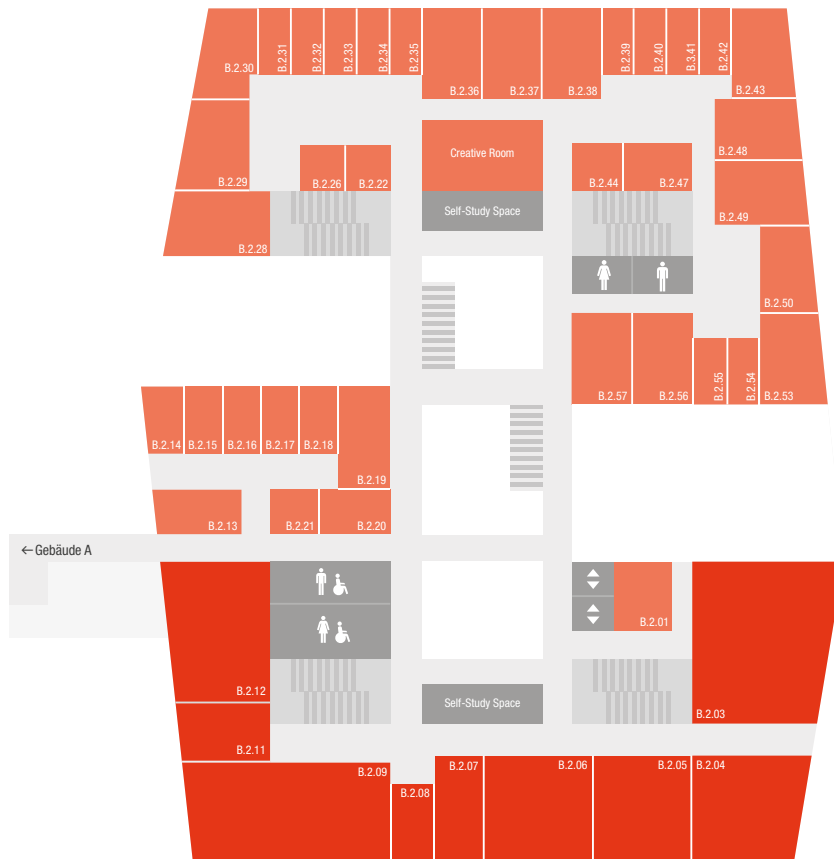 B.2.30
B.2.31
B.2.32
B.2.33
B.2.34
B.2.35
B.2.36
B.2.37
B.2.38
B.2.39
B.2.40
B.3.41
B.2.42
B.2.43
B.2.29
B.2.26
B.2.22
Creative Room
B.2.44
B.2.47
B.2.48
B.2.28
Self-Study Space
B.2.49
B.2.50
B.2.57
B.2.56
B.2.55
B.2.54
B.2.53
B.2.14
B.2.15
B.2.16
B.2.17
B.2.18
B.2.19
B.2.13
B.2.21
B.2.20
←Gebäude A
B.2.01
B.2.12
Self-Study Space
B.2.03
B.2.11
B.2.09
B.2.08
B.2.07
B.2.06
B.2.05
B.2.04